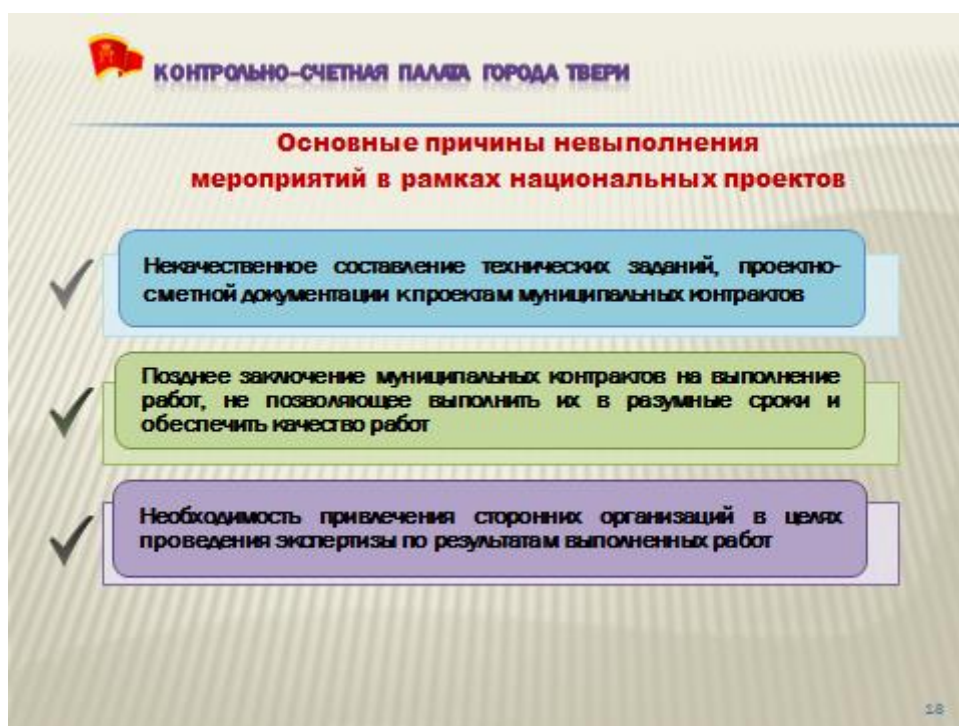 КОНТРОЛЬНО-СЧЕТНАЯ ПАЛАТА ГОРОДА ТВЕРИ
Основные причины невыполнения
мероприятий в рамках национальных проектов
Некачественное составление технических заданий, проектно-
сметной документации к проектам муниципальных контрактов
Позднее заключение муниципальных контрактов на выполнение
работ, не позволяющее выполнить их в разумные сроки и
обеспечить качество работ
Необходимость привлечения сторонних организаций в целях
проведения экспертизы по результатам выполненных работ
18